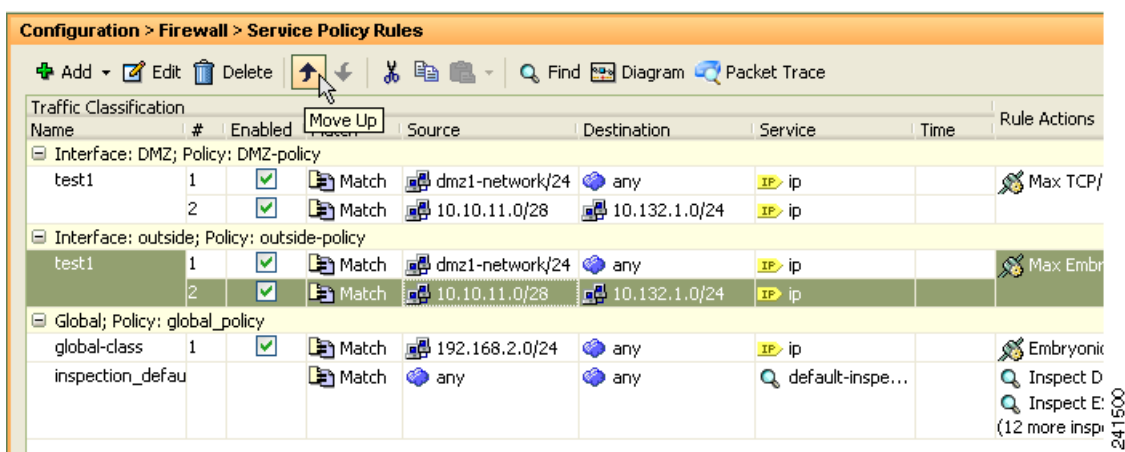 Configuration > Firewall > Service Policy Rules
Add Edit Delete Find Diagram Packet Trace
Move Up
Traffic Classification
Name # Enabled Source Destination Service Time Rule Actions
Interface: DMZ; Policy: DMZ-policy
test1 1 Match dmz1-network/24 any IP ip Max TCP/
2 Match 10.10.11.0/28 10.132.1.0/24 IP ip
Interface: outside; Policy: outside-policy
test1 1 Match dmz1-network/24 any IP ip Max Embr
2 Match 10.10.11.0/28 10.132.1.0/24 IP ip
Global; Policy: global_policy
global-class 1 Match 192.168.2.0/24 any IP ip Embryonic
inspection_defau Match any any default-inspe... Inspect D
Inspect E
(12 more insp
241500